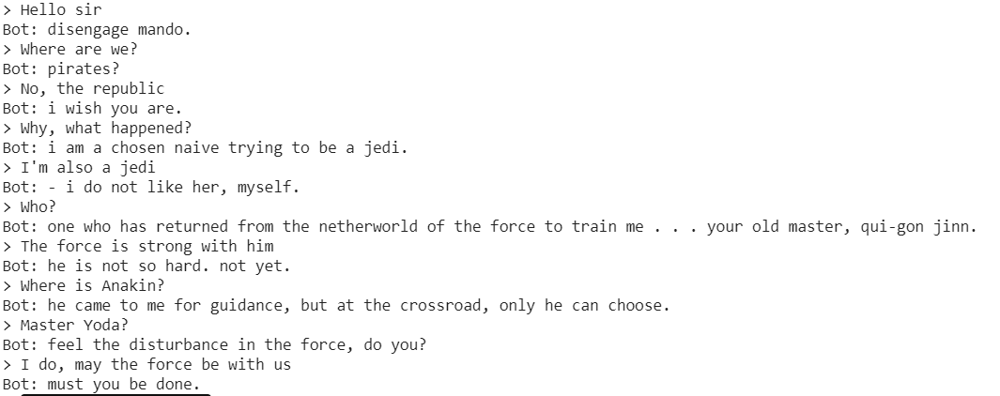 > Hello sir
Bot: disengage mando.
> Where are we?
Bot: pirates?
> No, the republic
Bot: i wish you are.
> Why, what happened?
Bot: i am a chosen naive trying to be a jedi.
> I'm also a jedi
Bot: - i do not like her, myself.
> Who?
Bot: one who has returned from the netherworld of the force to train me . . . your old master, qui-gon jinn.
> The force is strong with him
Bot: he is not so hard. not yet.
> Where is Anakin?
Bot: he came to me for guidance, but at the crossroad, only he can choose.
> Master Yoda?
Bot: feel the disturbance in the force, do you?
> I do, may the force be with us
Bot: must you be done.